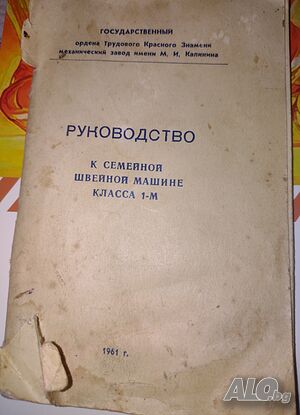 ГОСУДАРСТВЕННЫЙ
ордена Трудового Красного Знамени
механический завод имени М. И. Калинина
РУКОВОДСТВО
К СЕМЕЙНОЙ
ШВЕЙНОЙ МАШИНЕ
КЛАССА 1-М
1961 г.
ALO.bg